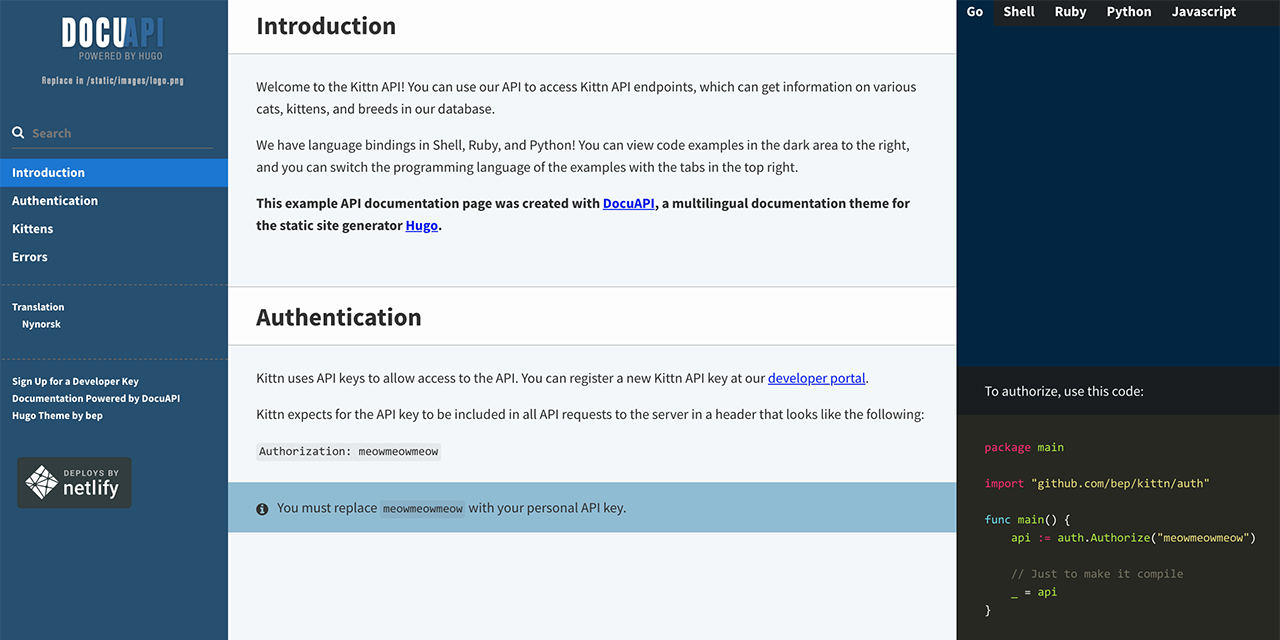 DOCUAPI
POWERED BY HUGO
Replace in /static/images/logo.png
Search
Introduction
Authentication
Kittens
Errors
Translation
Nynorsk
Sign Up for a Developer Key
Documentation Powered by DocuAPI
Hugo Theme by bep
DEPLOYS BY
netlify
Introduction
Welcome to the Kittn API! You can use our API to access Kittn API endpoints, which can get information on various
cats, kittens, and breeds in our database.
We have language bindings in Shell, Ruby, and Python! You can view code examples in the dark area to the right,
and you can switch the programming language of the examples with the tabs in the top right.
This example API documentation page was created with DocuAPI, a multilingual documentation theme for
the static site generator Hugo.
Authentication
Kittn uses API keys to allow access to the API. You can register a new Kittn API key at our developer portal.
Kittn expects for the API key to be included in all API requests to the server in a header that looks like the following:
Authorization: meowmeowmeow
You must replace meowmeowmeow with your personal API key.
Go Shell Ruby Python Javascript
To authorize, use this code:
package main
import "github.com/bep/kittn/auth"
func main() {
    api := auth.Authorize("meowmeowmeow")
    // Just to make it compile
    _ = api
}